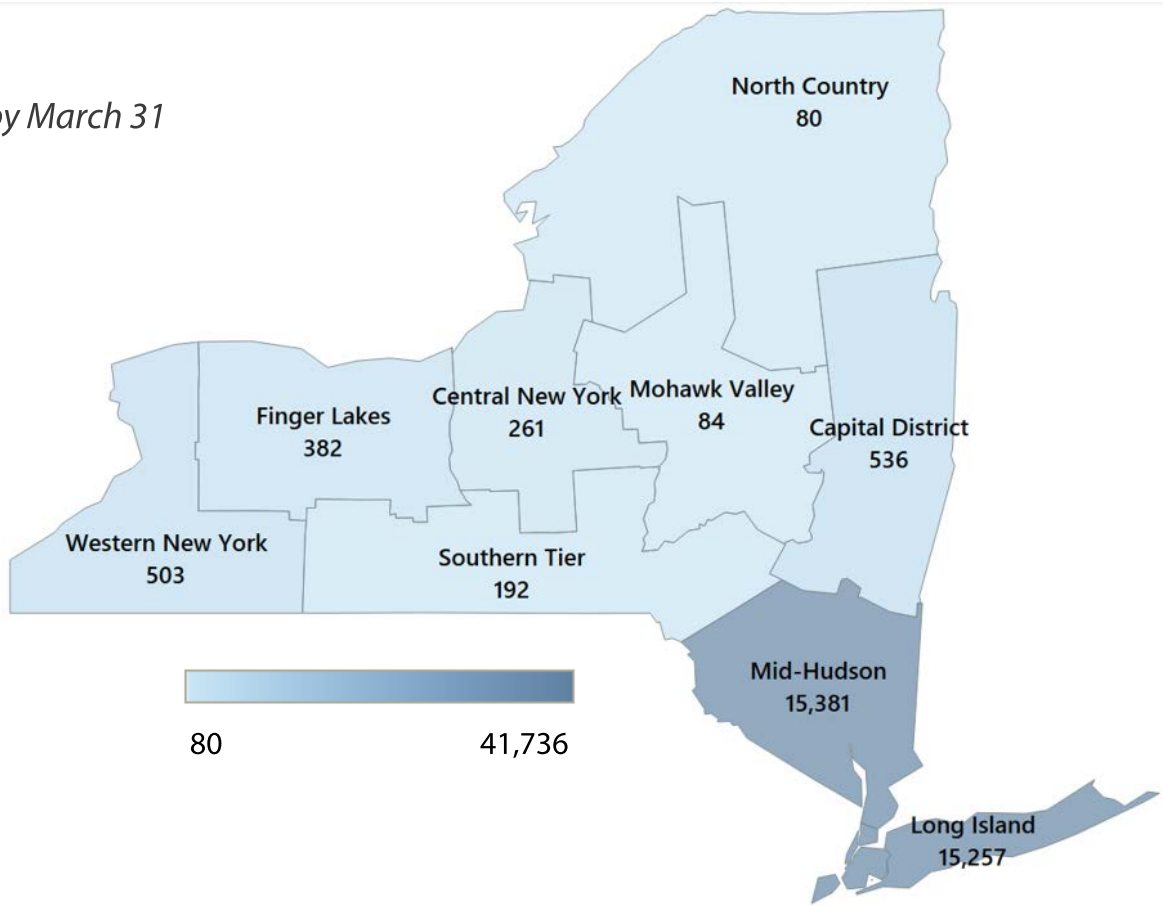 by March 31
North Country
80
Central New York
261
Mohawk Valley
84
Finger Lakes
382
Capital District
536
Western New York
503
Southern Tier
192
Mid-Hudson
15,381
80
41,736
Long Island
15,257